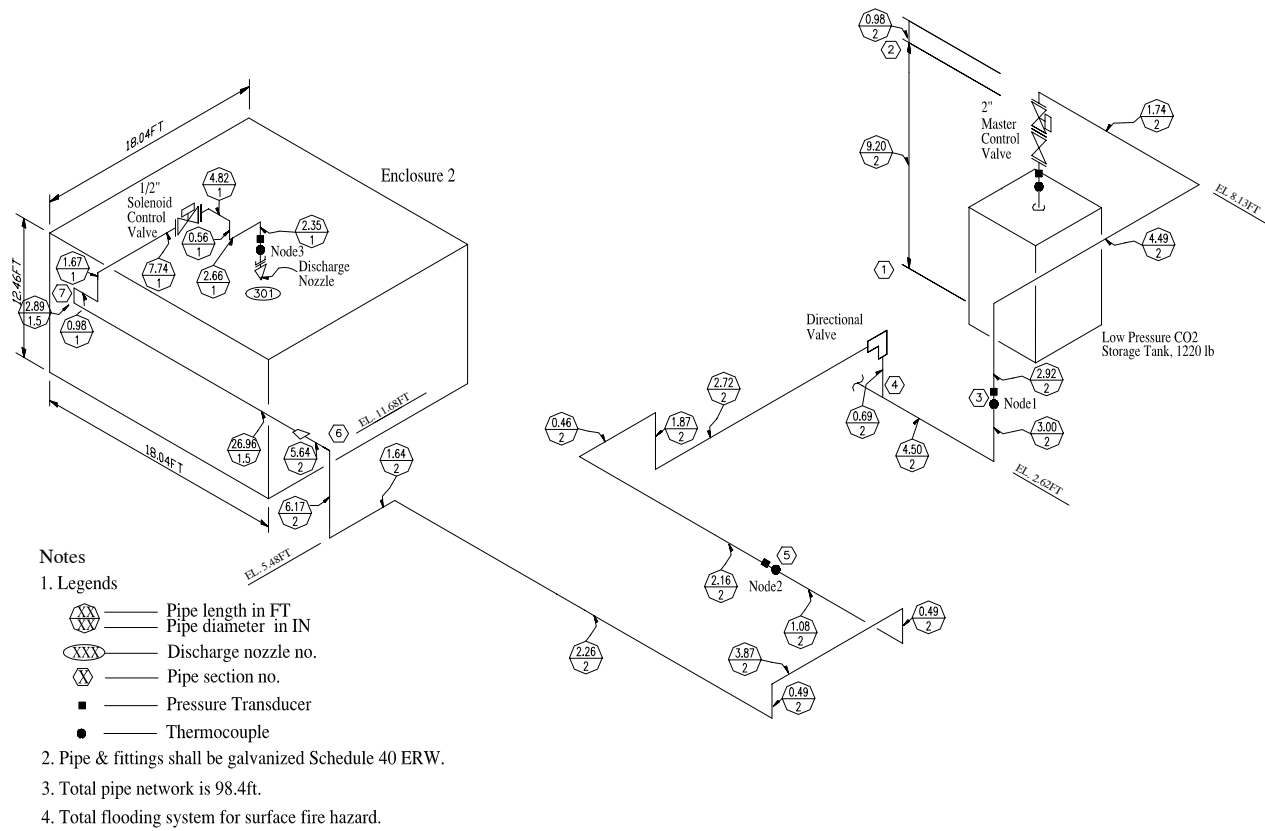 0.98
2
2
9.20
2
1
2"
Master
Control
Valve
1.74
2
EL 8.13FT
4.49
2
Low Pressure CO2
Storage Tank, 1220 lb
2.92
2
3
Node1
3.00
2
EL. 2.62FT
Directional
Valve
4
0.69
2
4.50
2
2.72
2
1.87
2
0.46
2
5
Node2
2.16
2
1.08
2
0.49
2
3.87
2
0.49
2
2.26
2
1.64
2
EL. 5.48FT
6.17
2
5.64
2
6
EL. 11.68FT
26.96
1.5
18.04FT
18.04FT
12.46FT
Enclosure 2
1/2"
Solenoid
Control
Valve
4.82
1
0.56
1
2.35
1
Node3
Discharge
Nozzle
301
2.66
1
7.74
1
1.67
1
7
2.89
1.5
0.98
1
Notes
1. Legends
XX
XX
Pipe length in FT
Pipe diameter in IN
XXX
Discharge nozzle no.
X
Pipe section no.
Pressure Transducer
Thermocouple
2. Pipe & fittings shall be galvanized Schedule 40 ERW.
3. Total pipe network is 98.4ft.
4. Total flooding system for surface fire hazard.